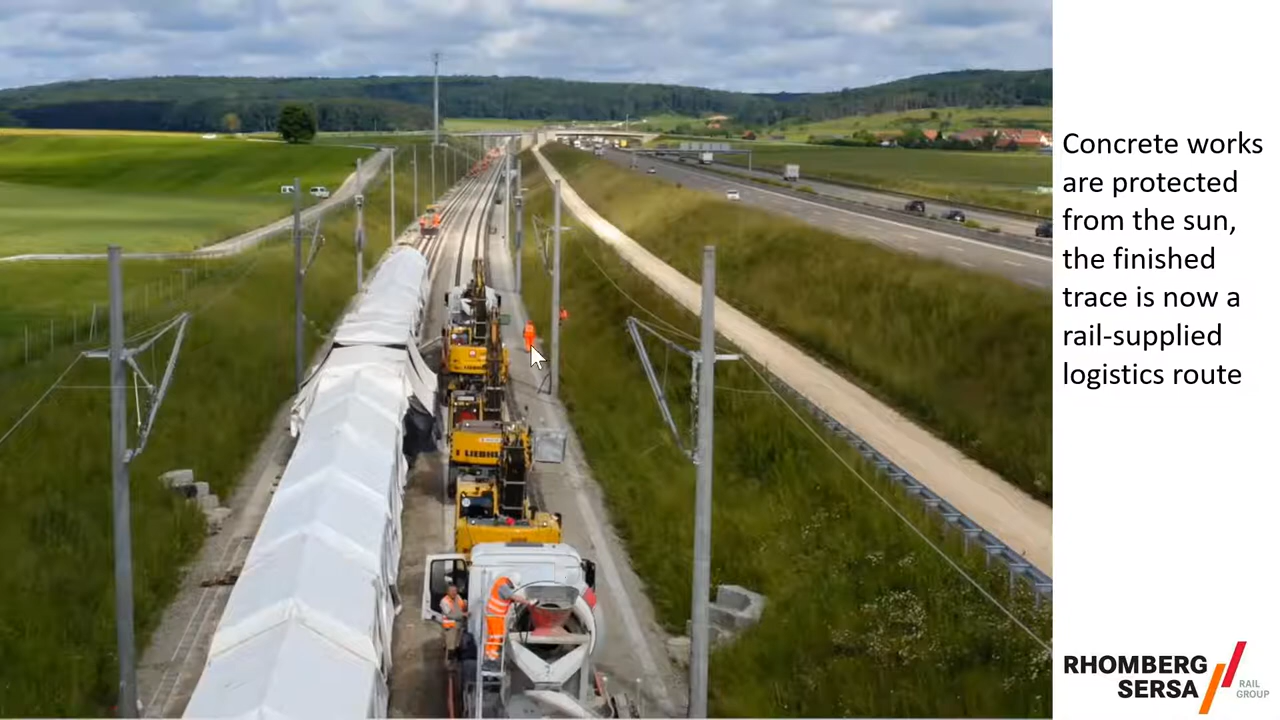 Concrete works
are protected
from the sun,
the finished
trace is now a
rail-supplied
logistics route
LIEBHE
RHOMBERG
SERSA
RAIL
GROUP